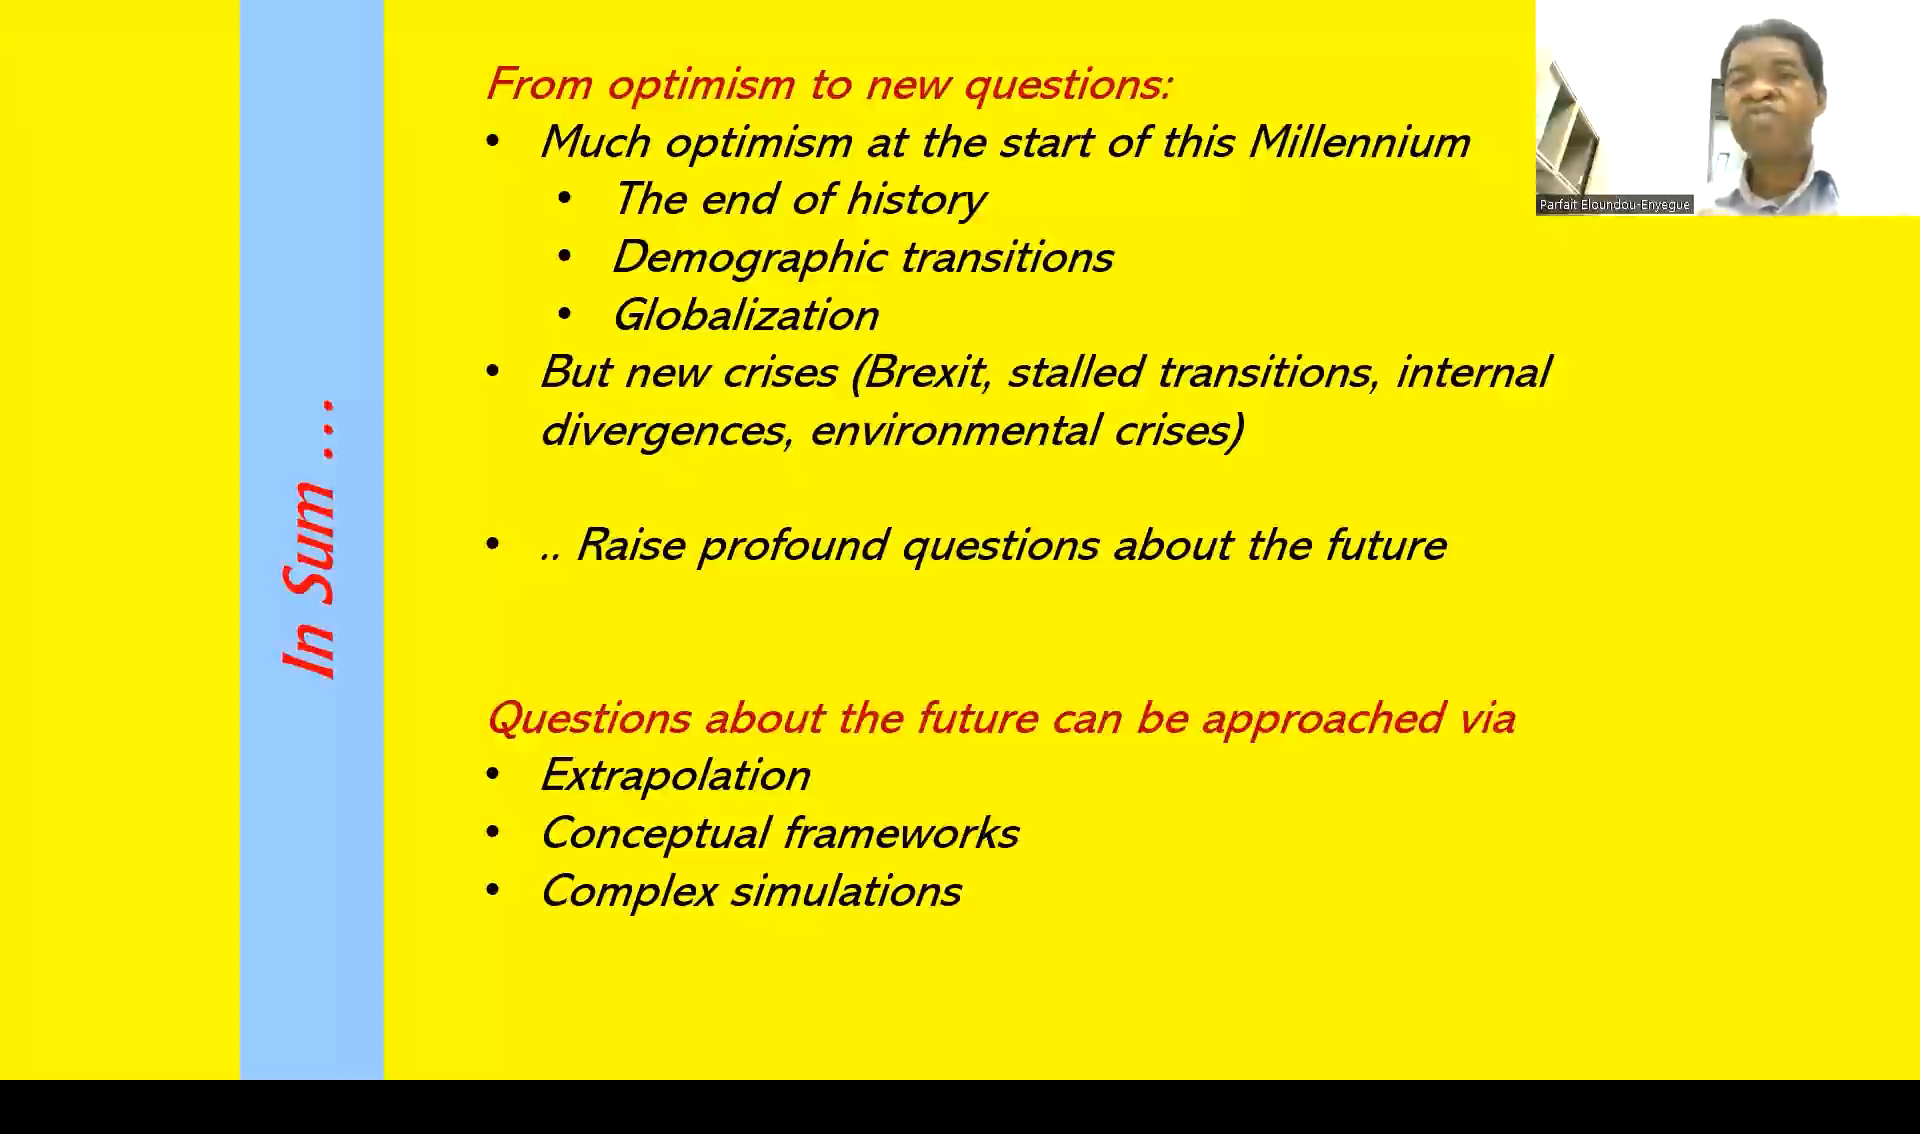 From optimism to new questions:
• Much optimism at the start of this Millennium
• The end of history
• Demographic transitions
• Globalization
• But new crises (Brexit, stalled transitions, internal
divergences, environmental crises)
• .. Raise profound questions about the future
Questions about the future can be approached via
• Extrapolation
• Conceptual frameworks
• Complex simulations
In Sum ...
Parfait Eloundou-Enyegue